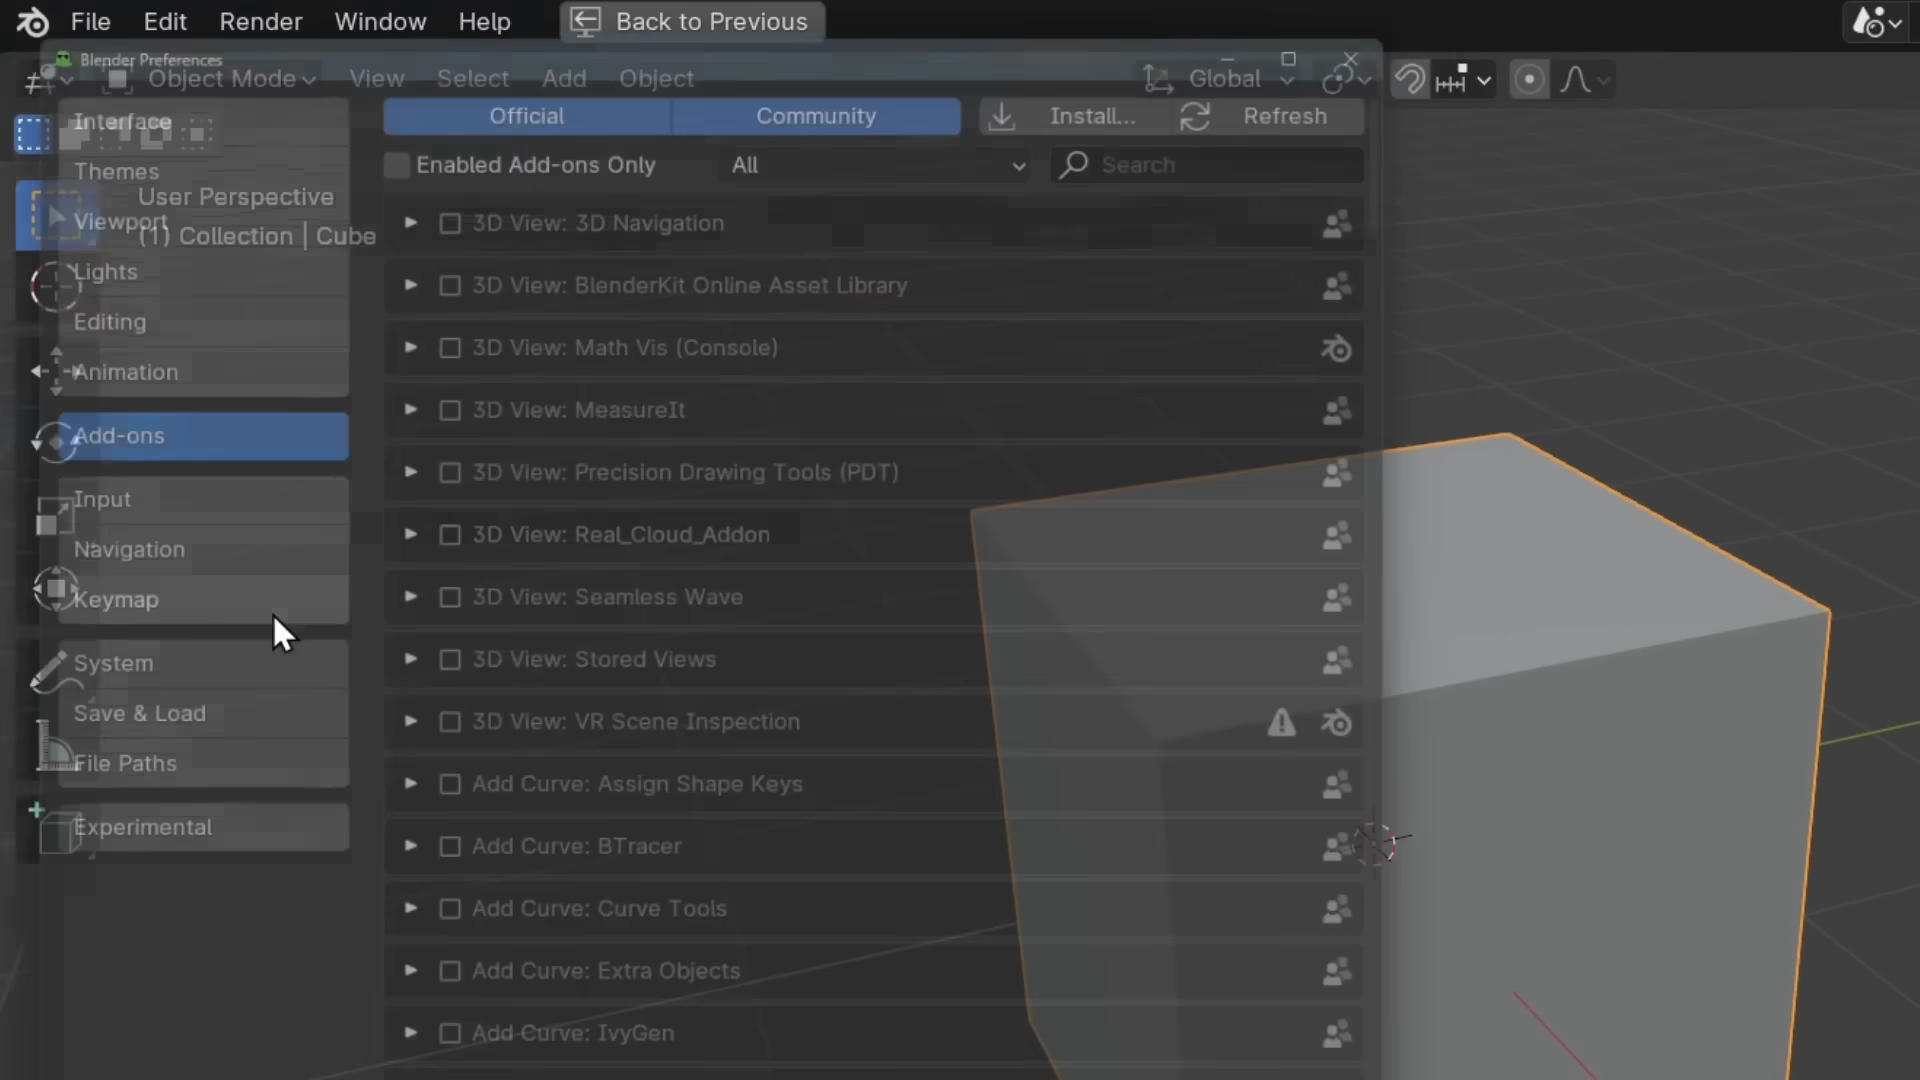 File Edit Render Window Help Back to Previous
Blender Preferences
Object Mode View Select Add Object Global
Official Community Install... Refresh
Enabled Add-ons Only All Search
User Perspective
(1) Collection | Cube
Interface
Themes
Viewport
Lights
Editing
Animation
Add-ons
Input
Navigation
Keymap
System
Save & Load
File Paths
Experimental
3D View: 3D Navigation
3D View: BlenderKit Online Asset Library
3D View: Math Vis (Console)
3D View: MeasureIt
3D View: Precision Drawing Tools (PDT)
3D View: Real_Cloud_Addon
3D View: Seamless Wave
3D View: Stored Views
3D View: VR Scene Inspection
Add Curve: Assign Shape Keys
Add Curve: BTracer
Add Curve: Curve Tools
Add Curve: Extra Objects
Add Curve: IvyGen